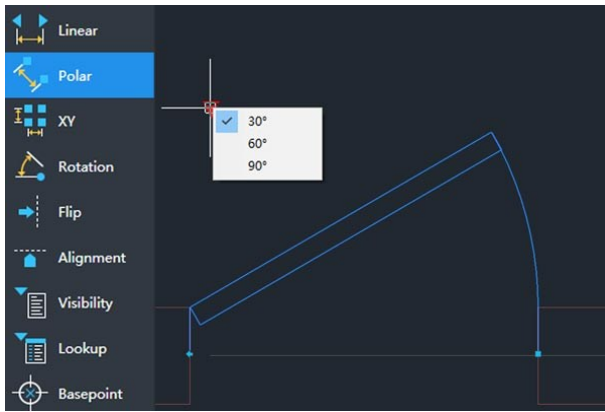 Linear
Polar
XY
Rotation
Flip
Alignment
Visibility
Lookup
Basepoint
30°
60°
90°